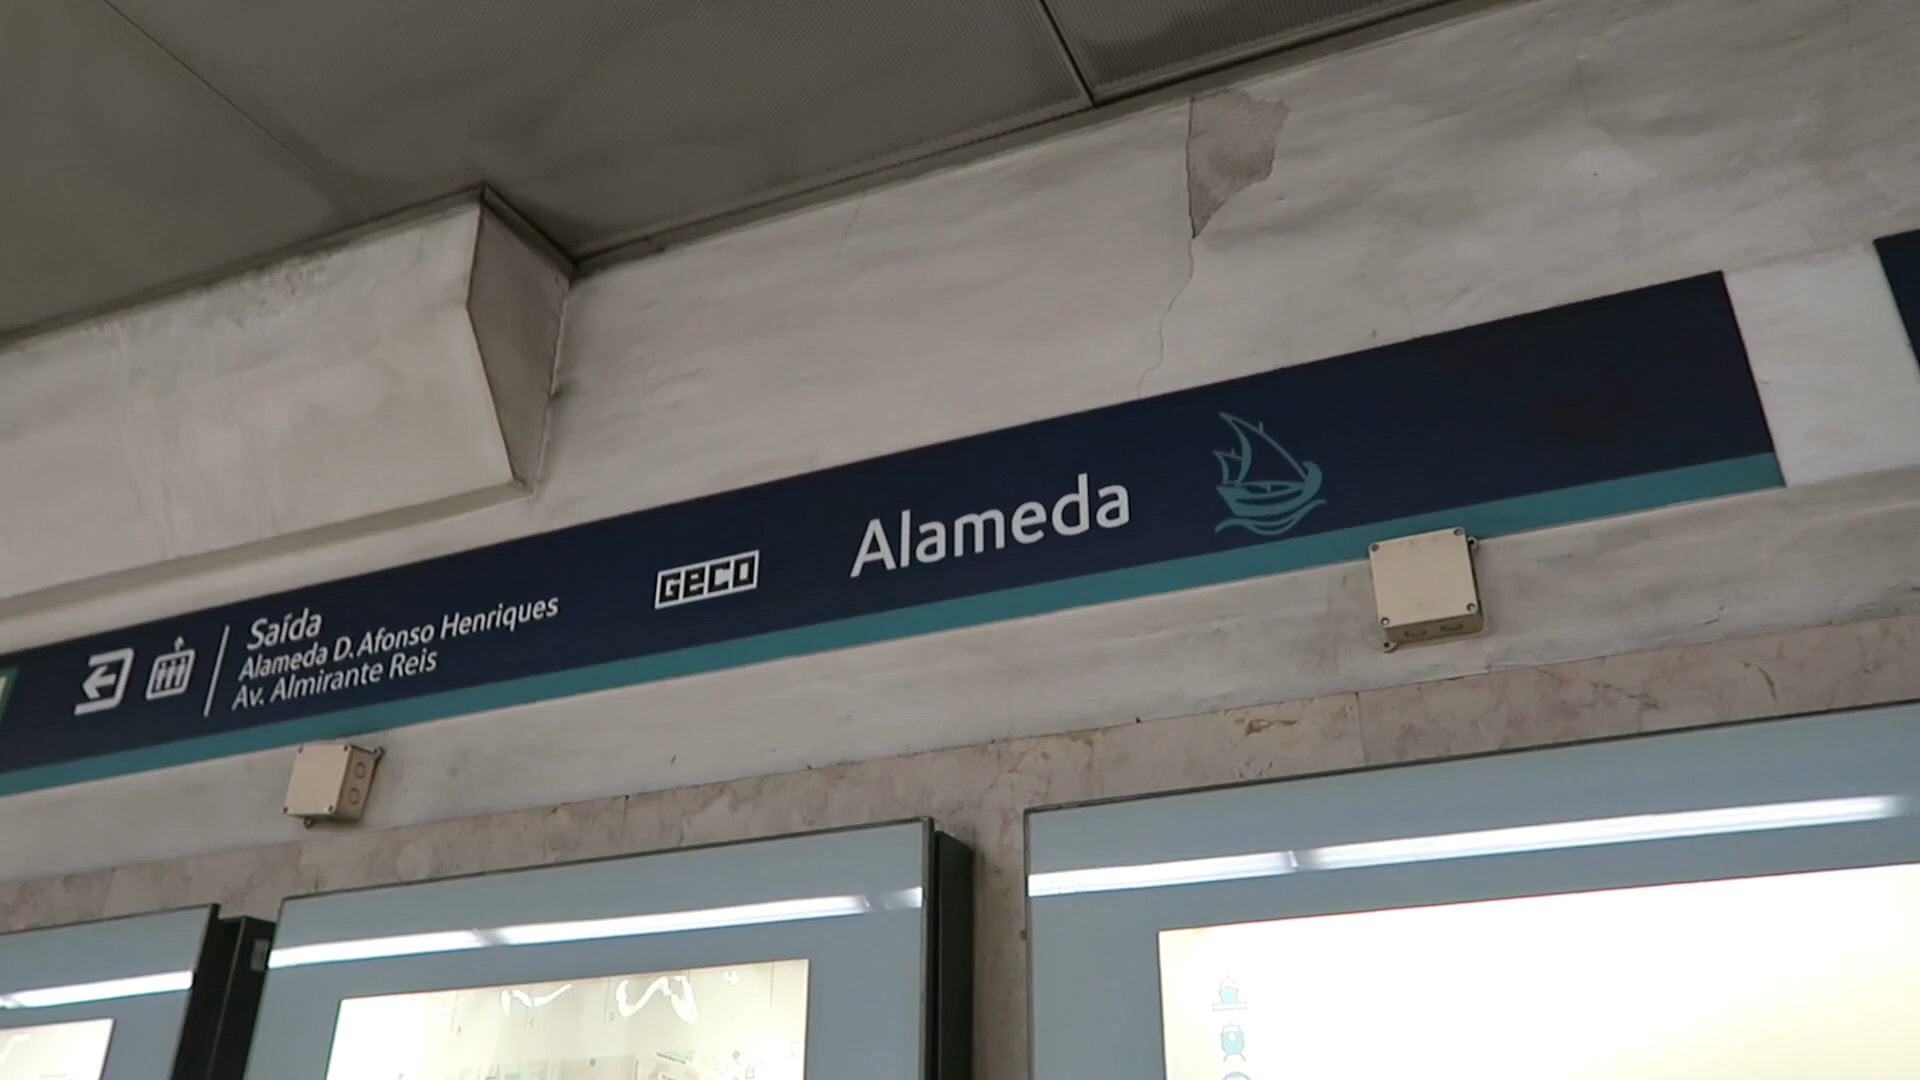 Saída
Alameda D. Afonso Henriques
Av. Almirante Reis
GECO
Alameda